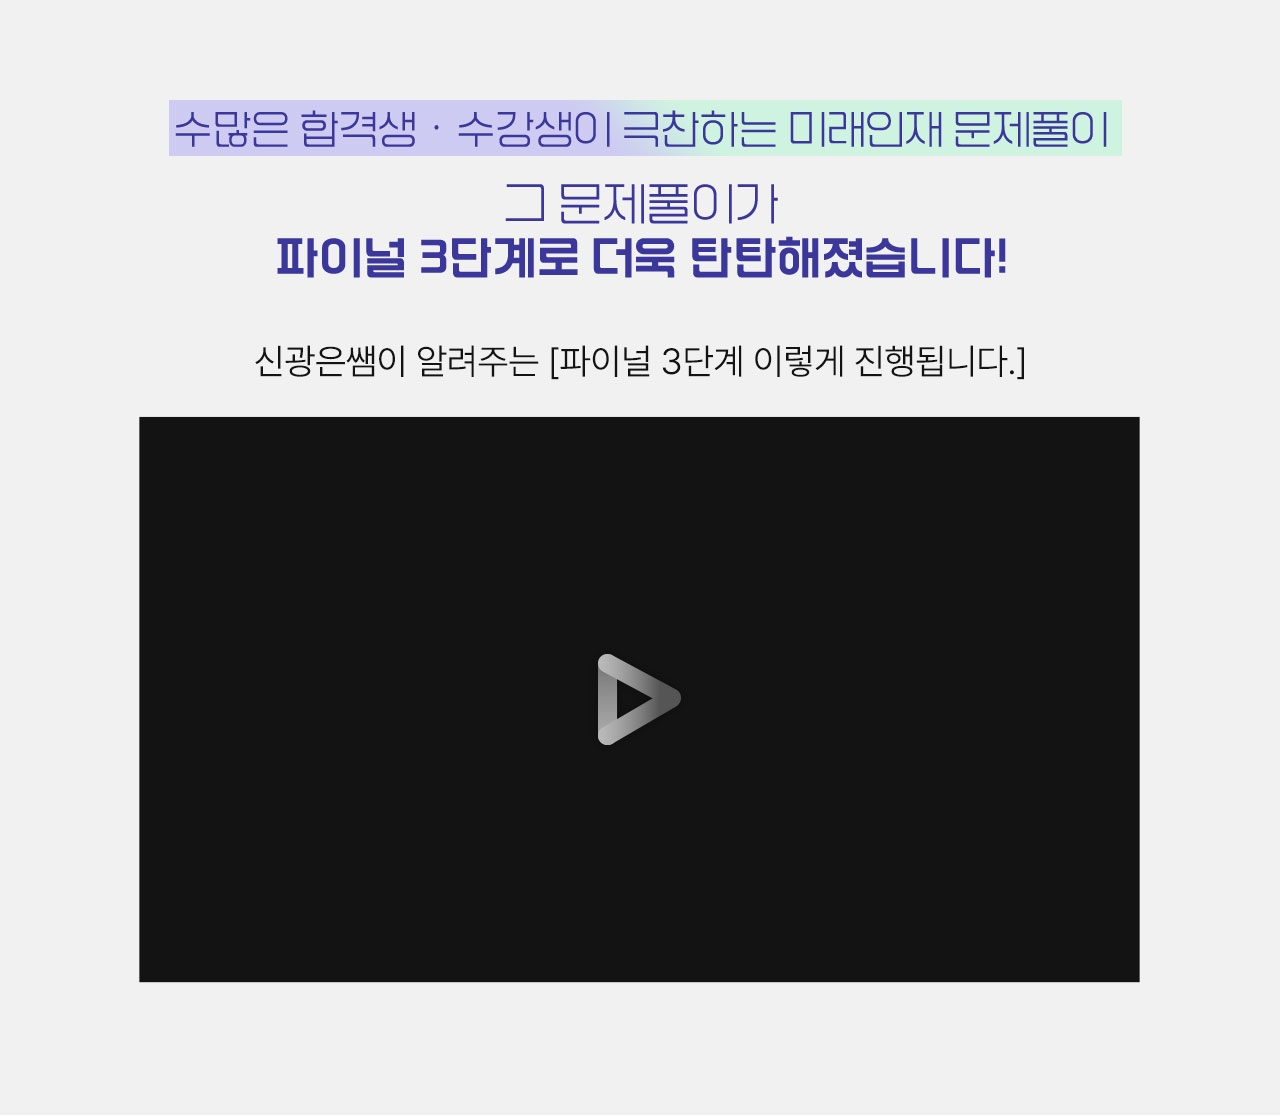 수많은 합격생 · 수강생이 극찬하는 미래인재 문제풀이
그 문제풀이가
파이널 3단계로 더욱 탄탄해졌습니다!
신광은쌤이 알려주는 [파이널 3단계 이렇게 진행됩니다.]